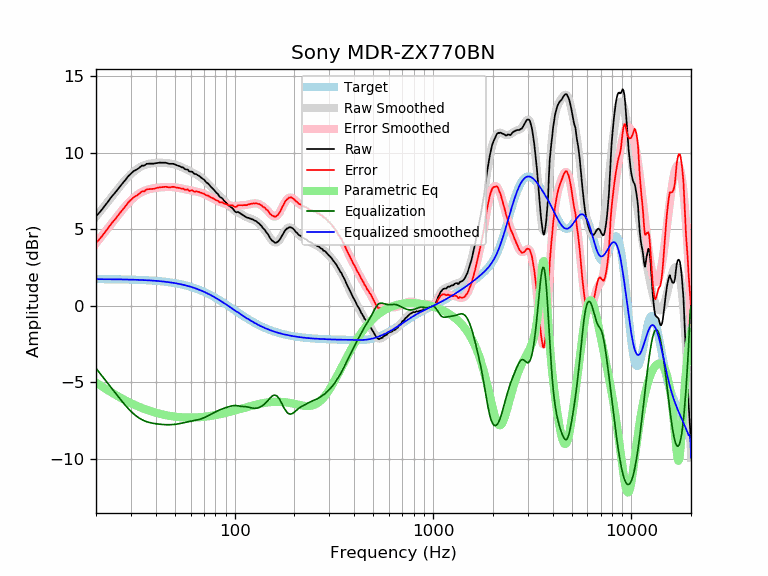 Sony MDR-ZX770BN
15
10
5
0
−5
−10
Amplitude (dBr)
Target
Raw Smoothed
Error Smoothed
Raw
Error
Parametric Eq
Equalization
Equalized smoothed
100
1000
10000
Frequency (Hz)